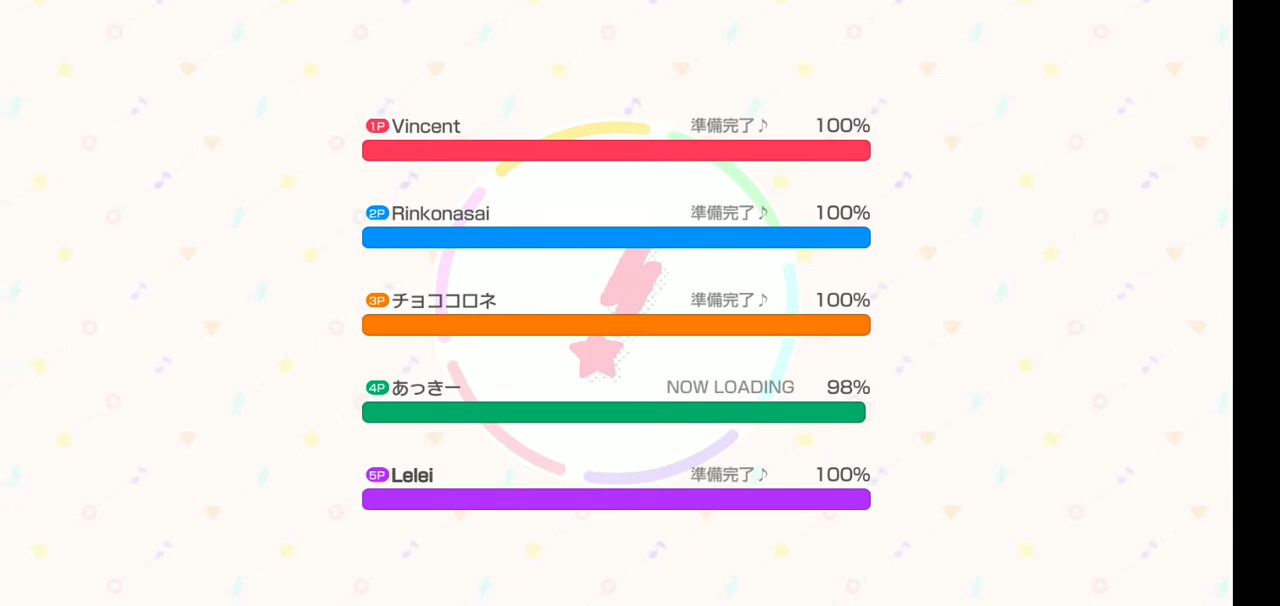 1P Vincent 準備完了♪ 100%
2P Rinkonasai 準備完了♪ 100%
3P チョココロネ 準備完了♪ 100%
4P あっきー NOW LOADING 98%
5P Lelei 準備完了♪ 100%